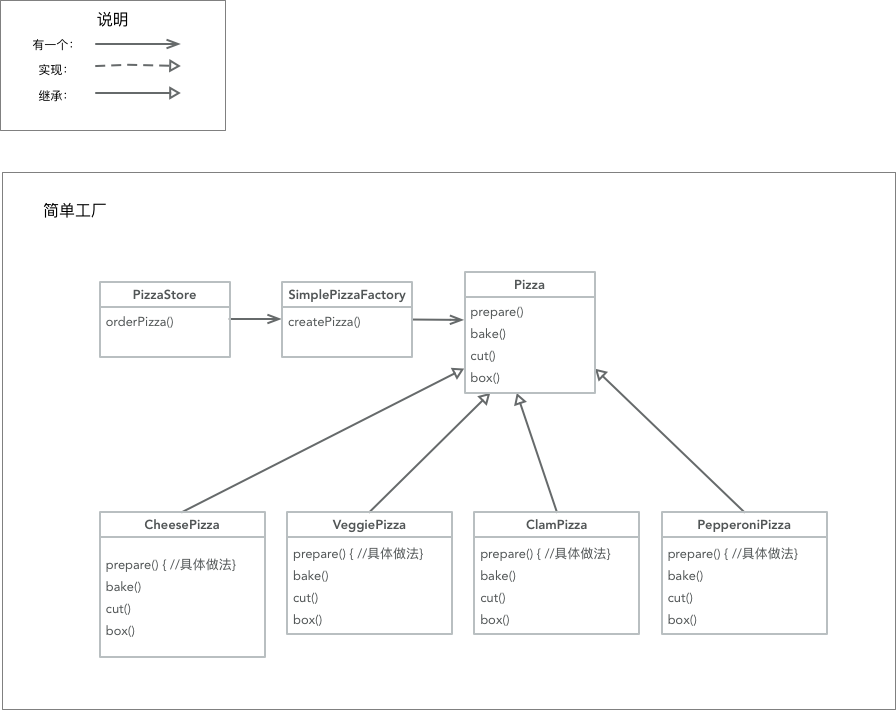 说明
有一个：
实现：
继承：
简单工厂
PizzaStore
orderPizza()
SimplePizzaFactory
createPizza()
Pizza
prepare()
bake()
cut()
box()
CheesePizza
prepare() { //具体做法}
bake()
cut()
box()
VeggiePizza
prepare() { //具体做法}
bake()
cut()
box()
ClamPizza
prepare() { //具体做法}
bake()
cut()
box()
PepperoniPizza
prepare() { //具体做法}
bake()
cut()
box()